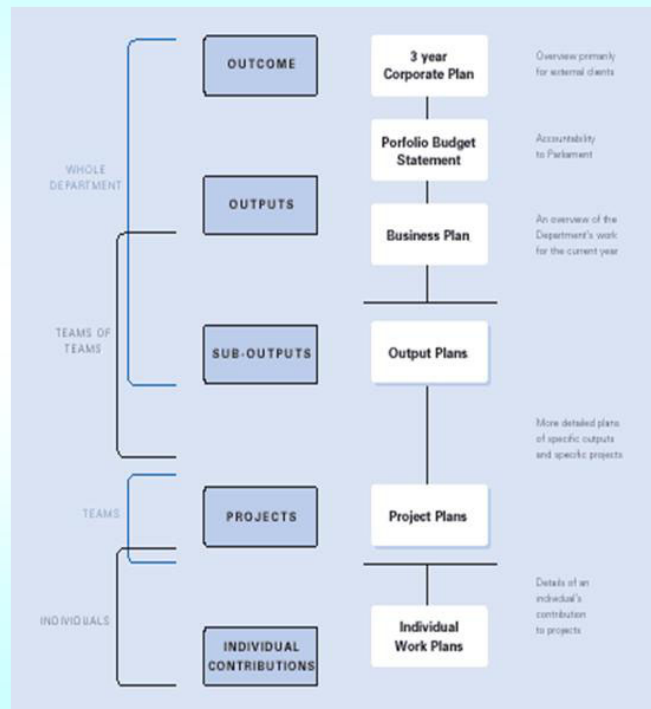 WHOLE
DEPARTMENT
TEAMS OF
TEAMS
TEAMS
INDIVIDUALS
OUTCOME
OUTPUTS
SUB-OUTPUTS
PROJECTS
INDIVIDUAL
CONTRIBUTIONS
3 year
Corporate Plan
Porfolio Budget
Statement
Business Plan
Output Plans
Project Plans
Individual
Work Plans
Overview primarily
for external clients
Accountability
to Parliament
An overview of the
Department's work
for the current year
More detailed plans
of specific outputs
and specific projects
Details of an
individual's
contribution
to projects